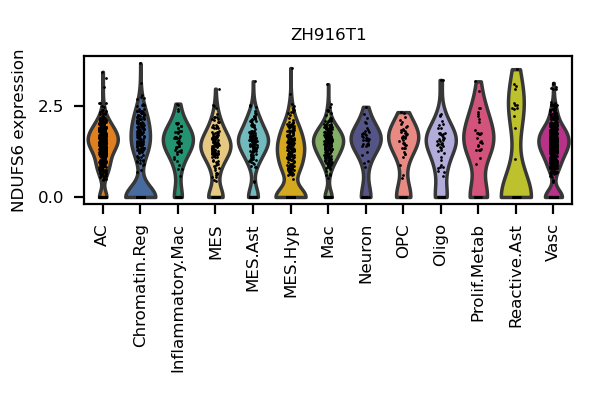 ZH916T1
NDUFS6 expression
2.5
0.0
AC
Chromatin.Reg
Inflammatory.Mac
MES
MES.Ast
MES.Hyp
Mac
Neuron
OPC
Oligo
Prolif.Metab
Reactive.Ast
Vasc